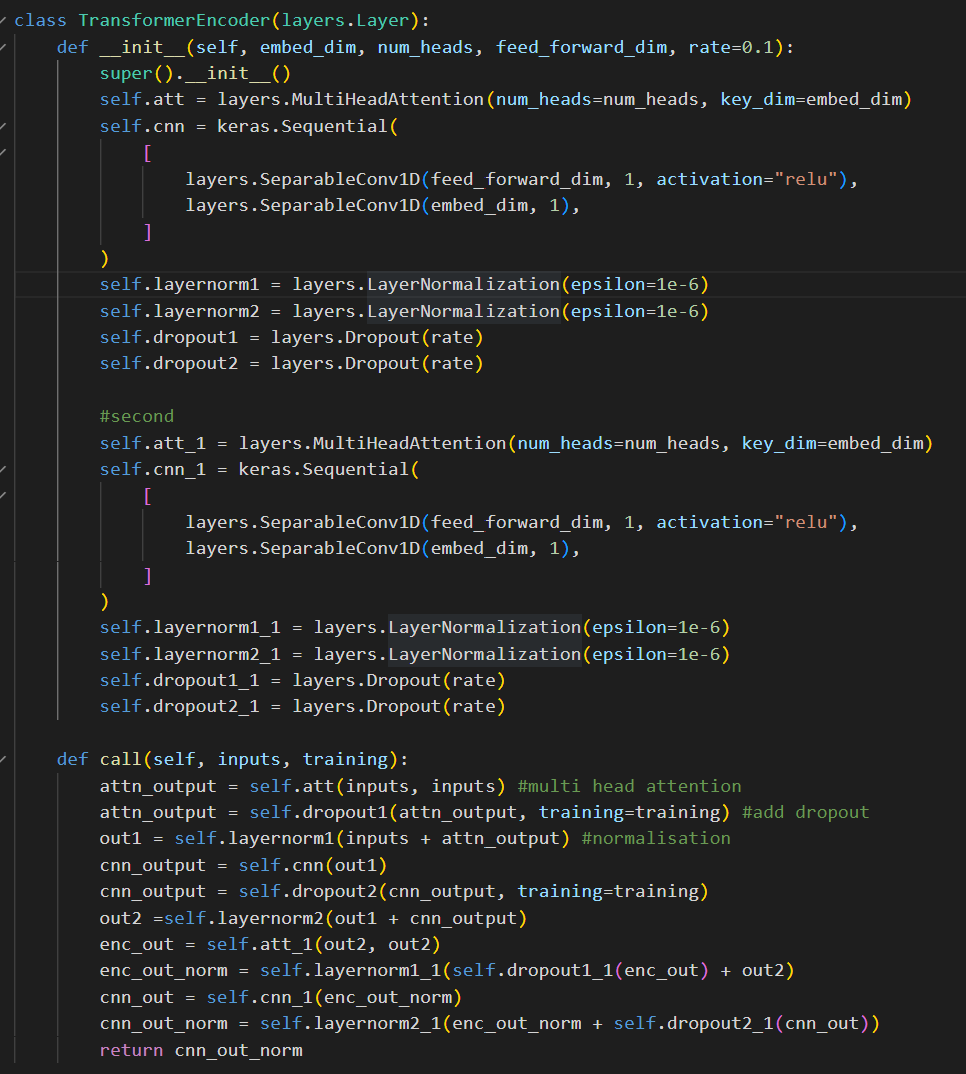 class TransformerEncoder(layers.Layer):
    def __init__(self, embed_dim, num_heads, feed_forward_dim, rate=0.1):
        super().__init__()
        self.att = layers.MultiHeadAttention(num_heads=num_heads, key_dim=embed_dim)
        self.cnn = keras.Sequential(
            [
                layers.SeparableConv1D(feed_forward_dim, 1, activation="relu"),
                layers.SeparableConv1D(embed_dim, 1),
            ]
        )
        self.layernorm1 = layers.LayerNormalization(epsilon=1e-6)
        self.layernorm2 = layers.LayerNormalization(epsilon=1e-6)
        self.dropout1 = layers.Dropout(rate)
        self.dropout2 = layers.Dropout(rate)

        #second
        self.att_1 = layers.MultiHeadAttention(num_heads=num_heads, key_dim=embed_dim)
        self.cnn_1 = keras.Sequential(
            [
                layers.SeparableConv1D(feed_forward_dim, 1, activation="relu"),
                layers.SeparableConv1D(embed_dim, 1),
            ]
        )
        self.layernorm1_1 = layers.LayerNormalization(epsilon=1e-6)
        self.layernorm2_1 = layers.LayerNormalization(epsilon=1e-6)
        self.dropout1_1 = layers.Dropout(rate)
        self.dropout2_1 = layers.Dropout(rate)

    def call(self, inputs, training):
        attn_output = self.att(inputs, inputs) #multi head attention
        attn_output = self.dropout1(attn_output, training=training) #add dropout
        out1 = self.layernorm1(inputs + attn_output) #normalisation
        cnn_output = self.cnn(out1)
        cnn_output = self.dropout2(cnn_output, training=training)
        out2 =self.layernorm2(out1 + cnn_output)
        enc_out = self.att_1(out2, out2)
        enc_out_norm = self.layernorm1_1(self.dropout1_1(enc_out) + out2)
        cnn_out = self.cnn_1(enc_out_norm)
        cnn_out_norm = self.layernorm2_1(enc_out_norm + self.dropout2_1(cnn_out))
        return cnn_out_norm